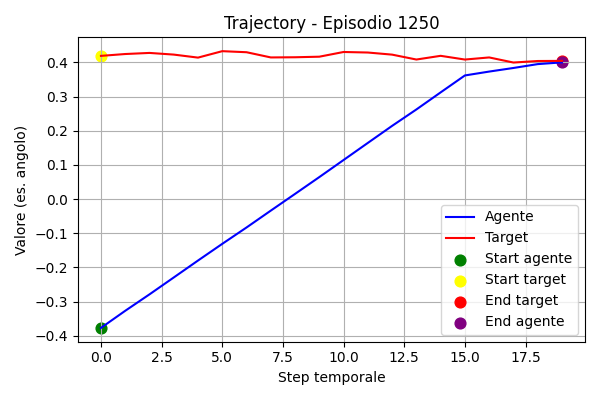 Trajectory - Episodio 1250
Valore (es. angolo)
0.4
0.3
0.2
0.1
0.0
−0.1
−0.2
−0.3
−0.4
0.0 2.5 5.0 7.5 10.0 12.5 15.0 17.5
Step temporale
Agente
Target
Start agente
Start target
End target
End agente